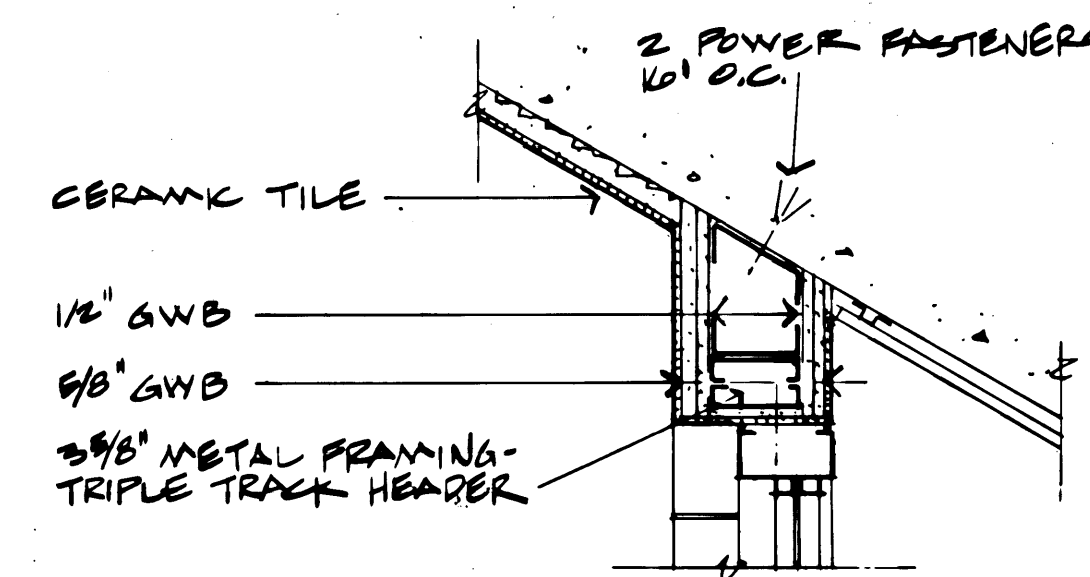 2 POWER FASTENERS
16' O.C.
CERAMIC TILE
1/2" GWB
5/8" GWB
3 5/8" METAL FRAMING-
TRIPLE TRACK HEADER